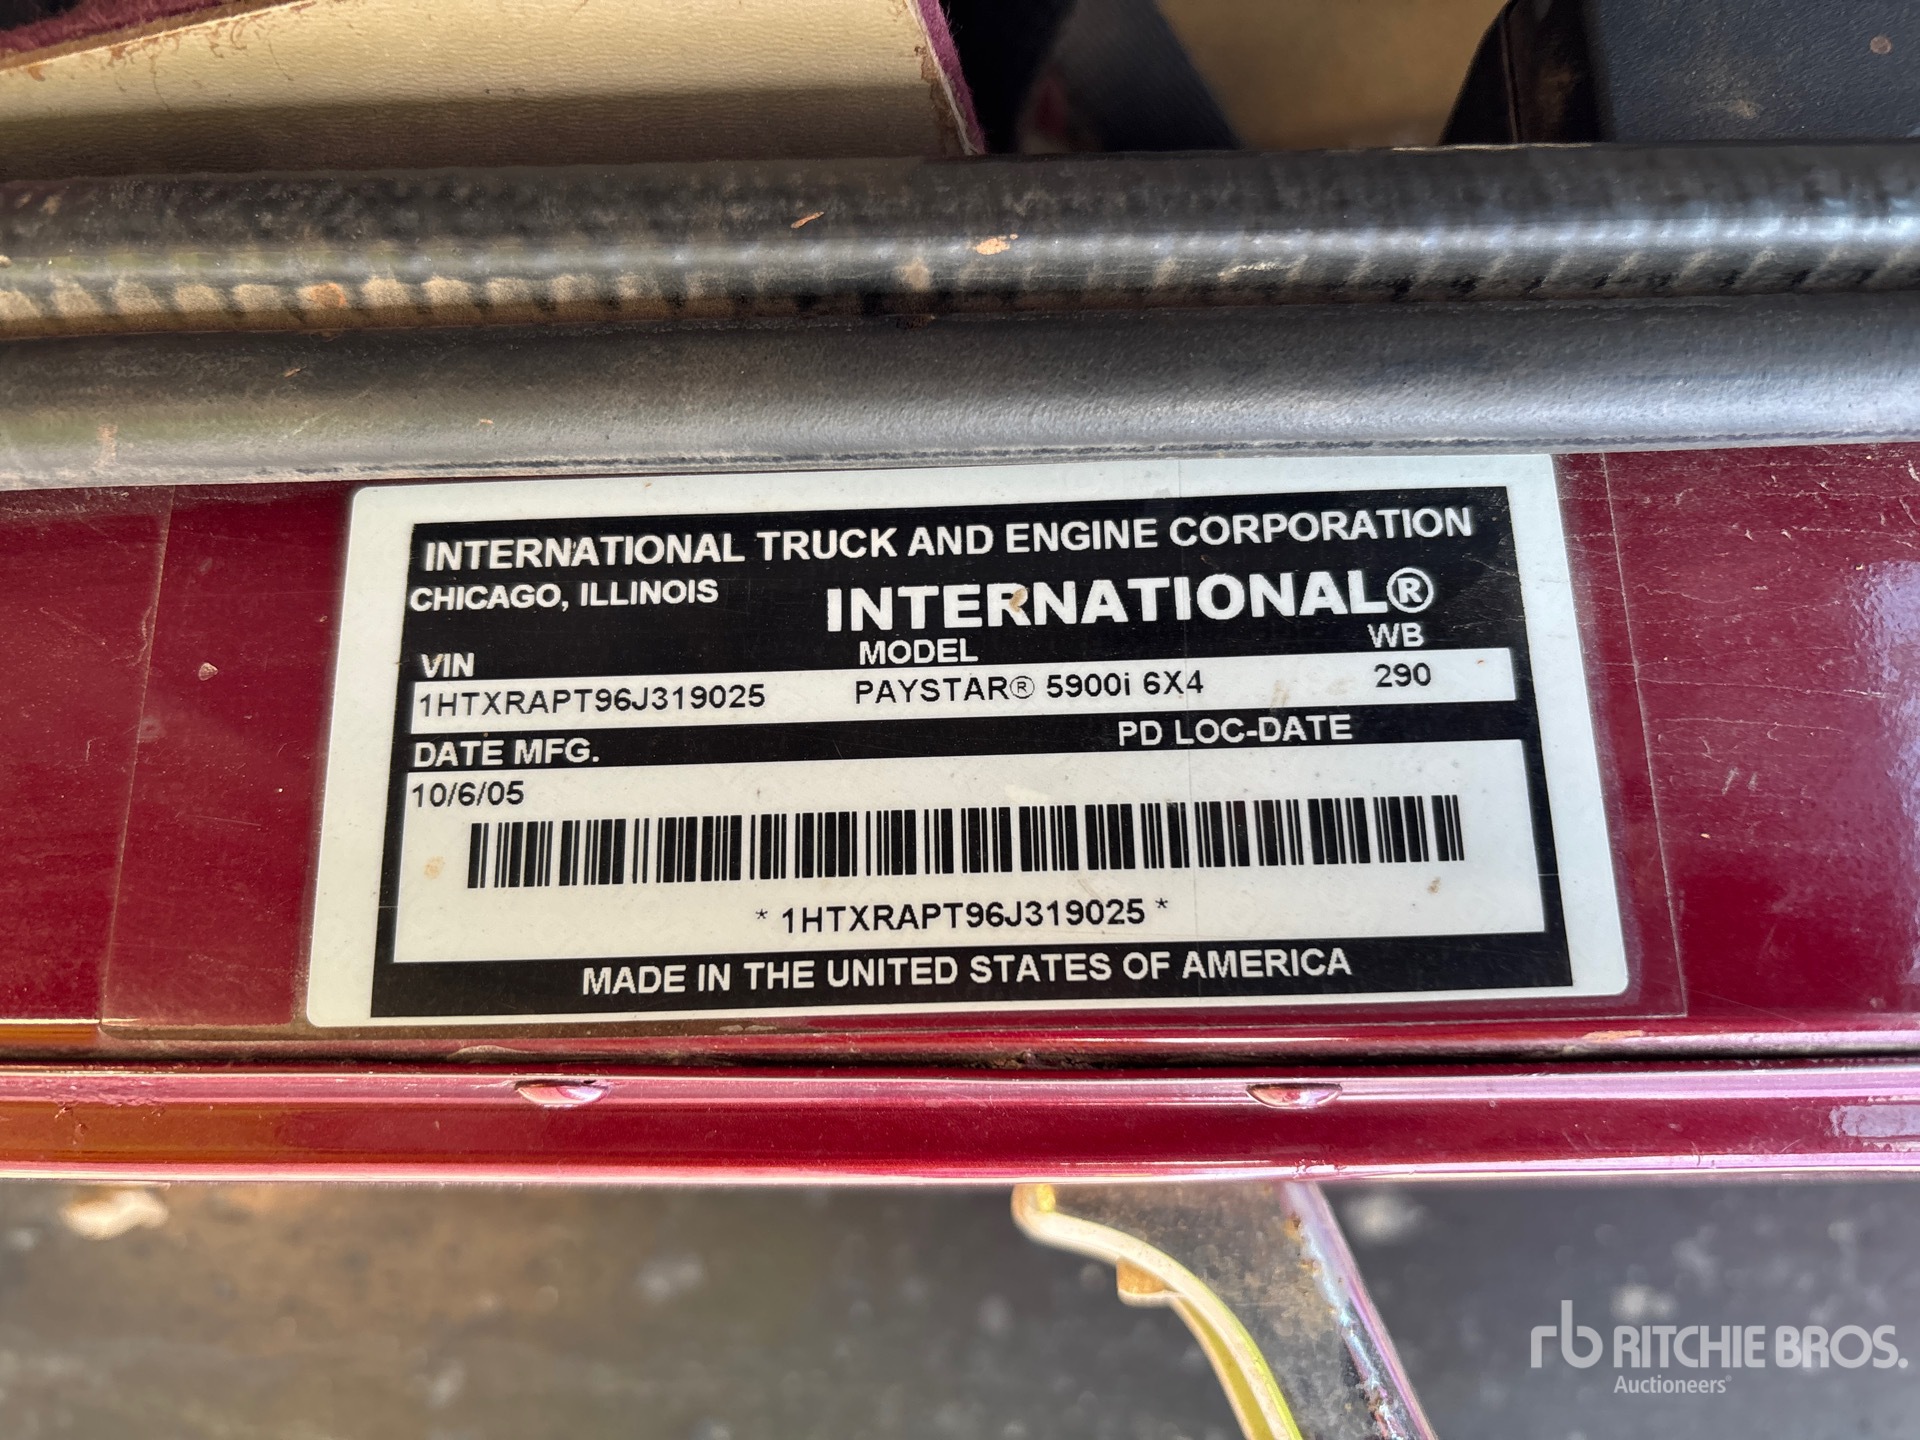 INTERNATIONAL TRUCK AND ENGINE CORPORATION
CHICAGO, ILLINOIS
INTERNATIONAL®
VIN MODEL WB
1HTXRAPT96J319025 PAYSTAR® 5900i 6X4 290
DATE MFG. PD LOC-DATE
10/6/05
* 1HTXRAPT96J319025 *
MADE IN THE UNITED STATES OF AMERICA
rb RITCHIE BROS.
Auctioneers